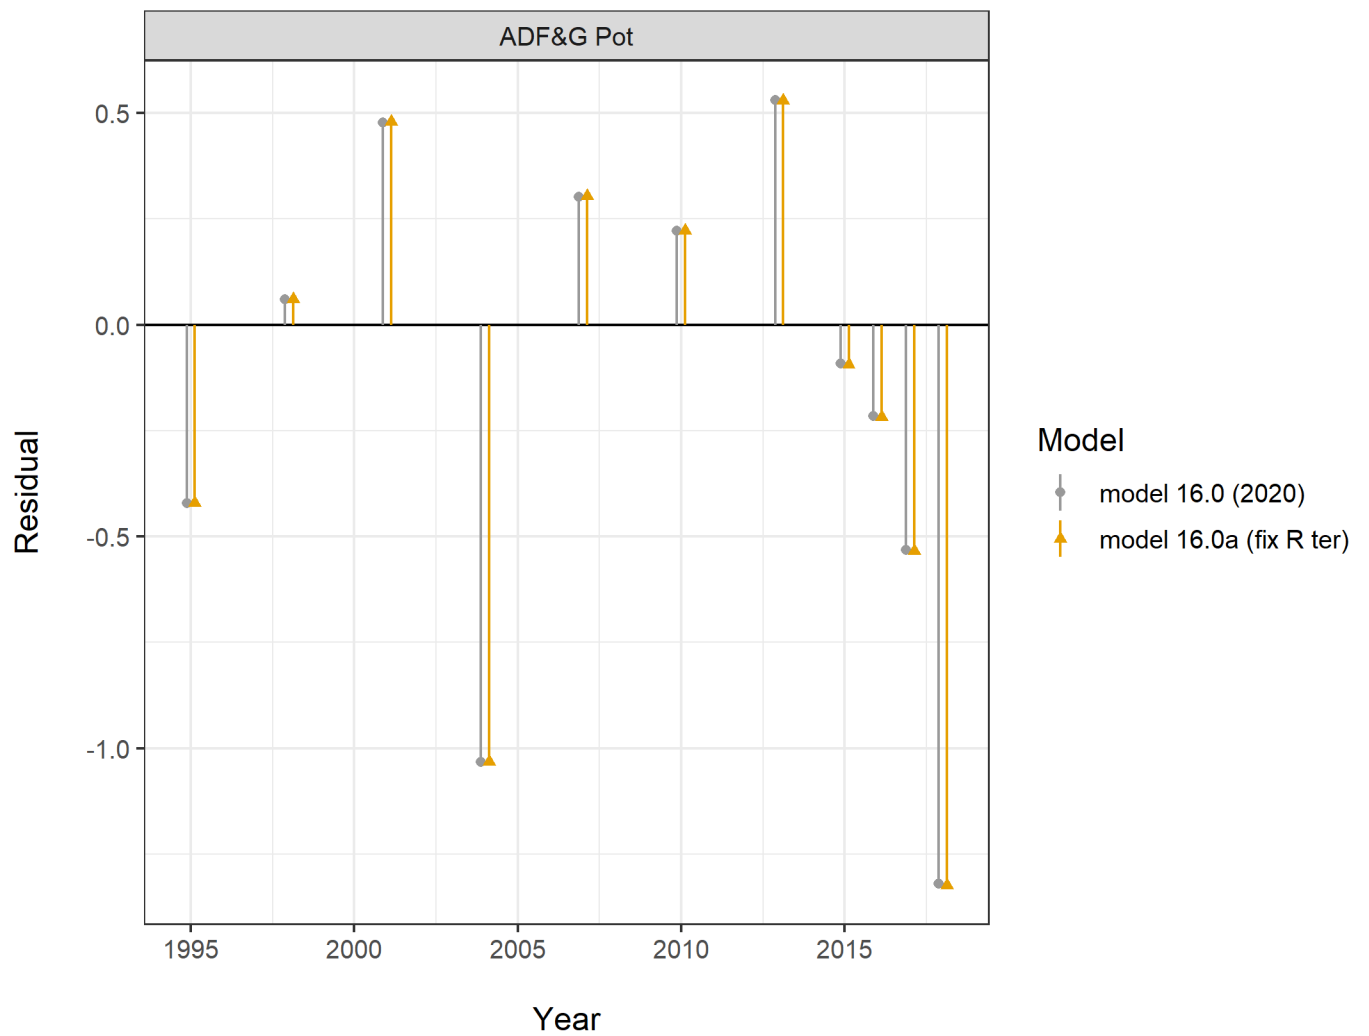 ADF&G Pot
0.5
0.0
-0.5
-1.0
Residual
1995 2000 2005 2010 2015
Year
Model
model 16.0 (2020)
model 16.0a (fix R ter)